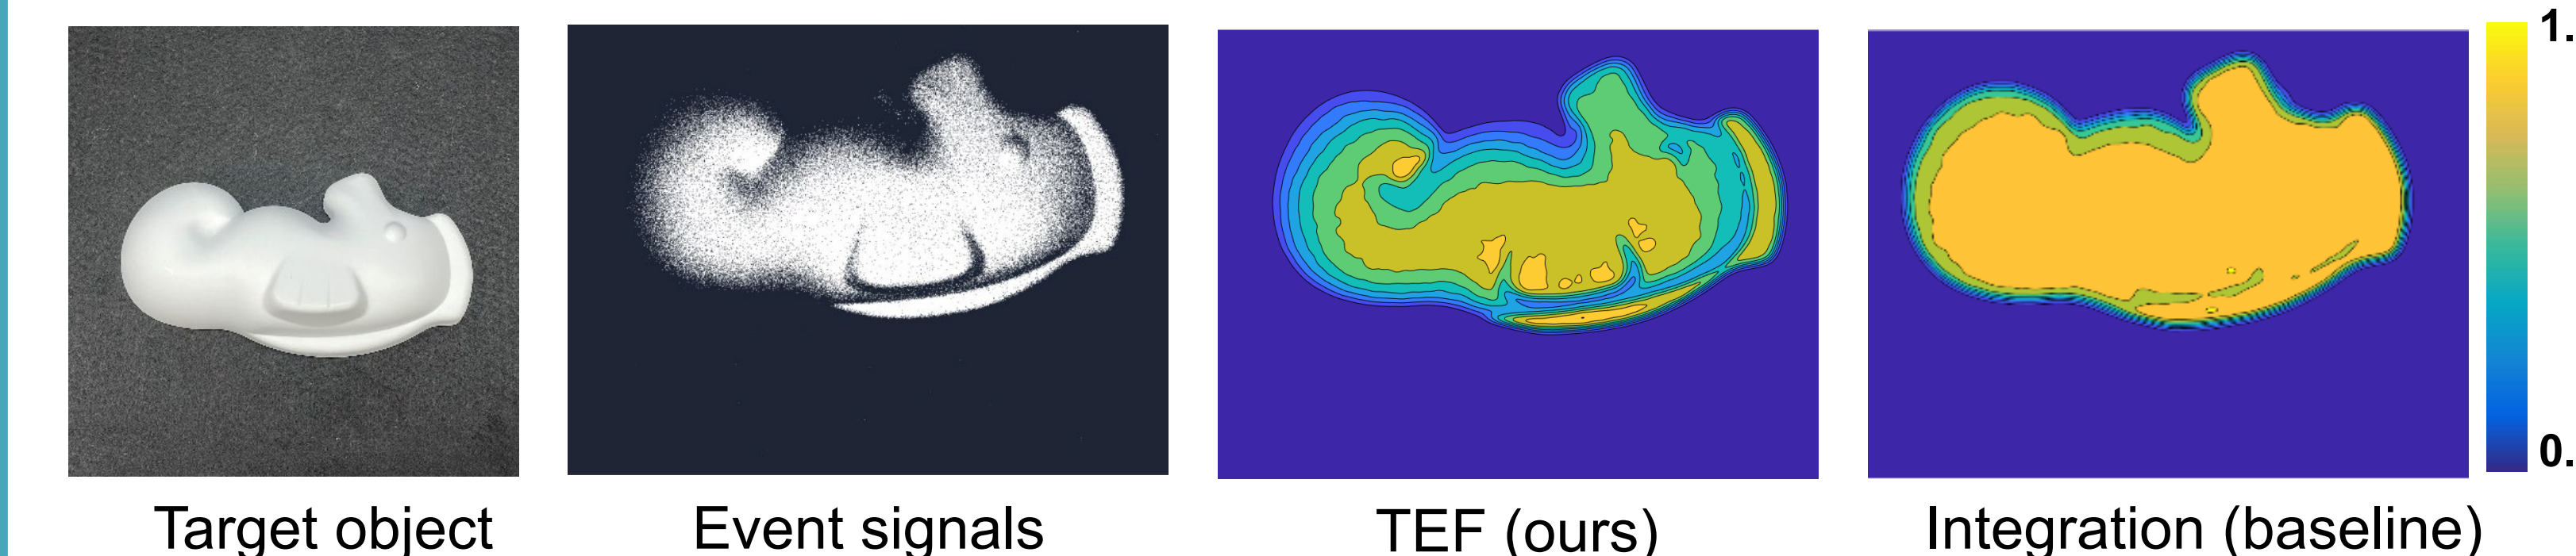 1.
0.
Target object
Event signals
TEF (ours)
Integration (baseline)